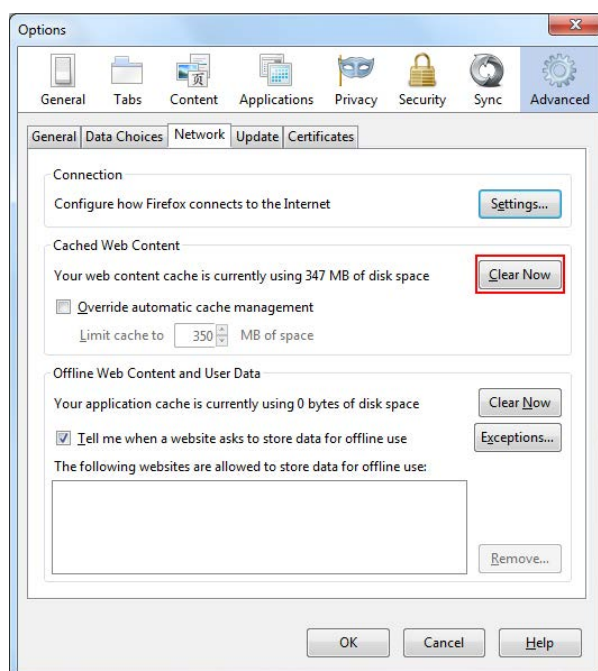 Options
General Tabs Content Applications Privacy Security Sync Advanced
General Data Choices Network Update Certificates
Connection
Configure how Firefox connects to the Internet Settings...
Cached Web Content
Your web content cache is currently using 347 MB of disk space Clear Now
Override automatic cache management
Limit cache to 350 MB of space
Offline Web Content and User Data
Your application cache is currently using 0 bytes of disk space Clear Now
Tell me when a website asks to store data for offline use Exceptions...
The following websites are allowed to store data for offline use:
Remove...
OK Cancel Help